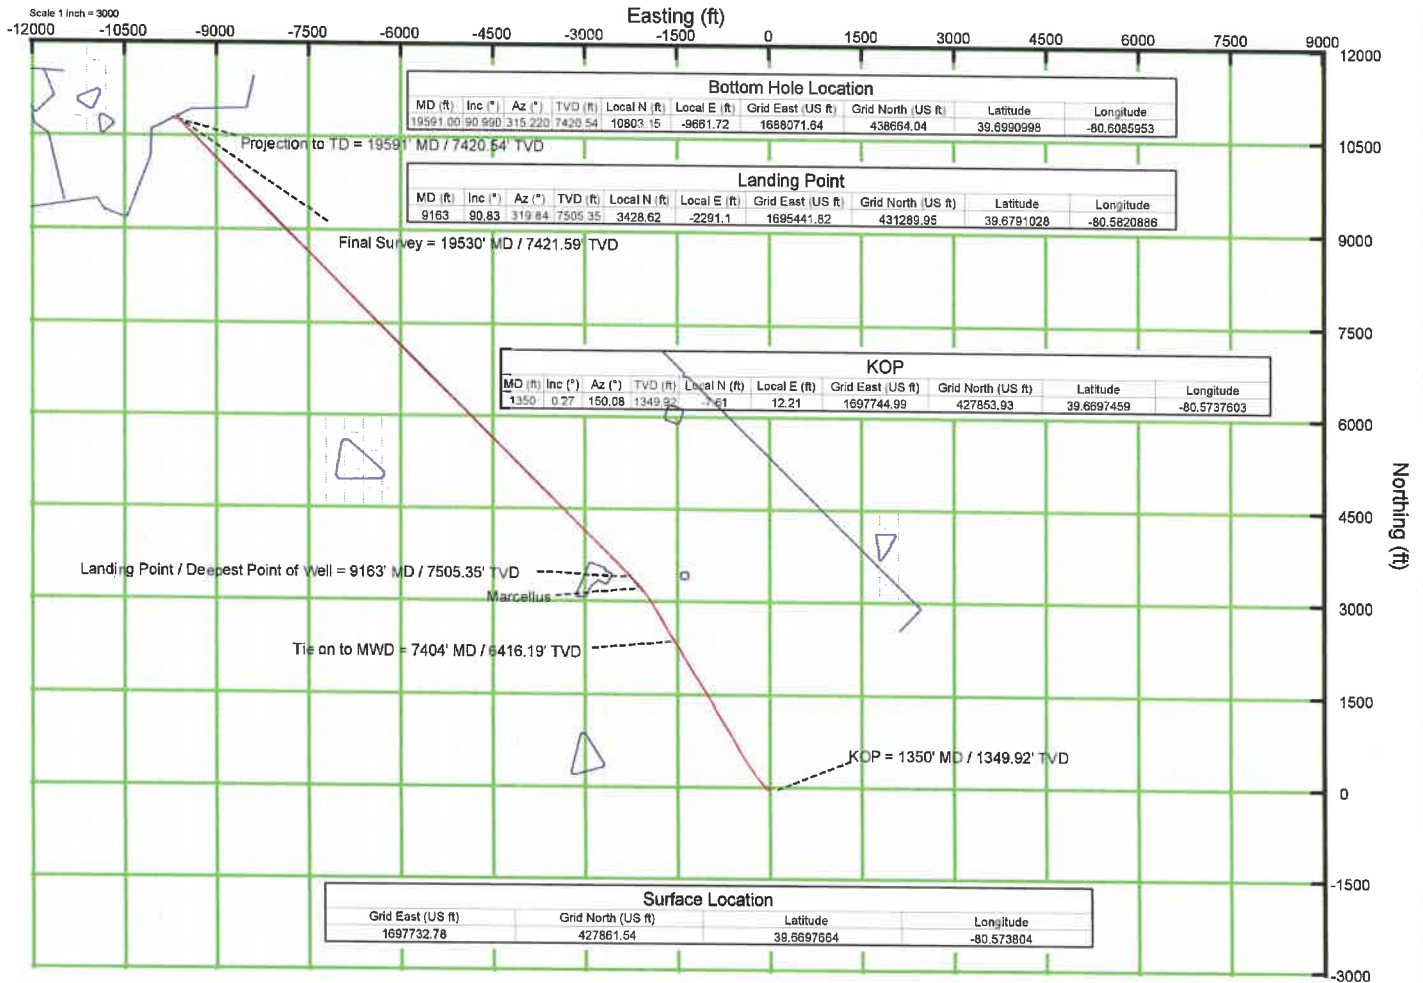 Scale 1 inch = 3000
Easting (ft)
-12000 -10500 -9000 -7500 -6000 -4500 -3000 -1500 0 1500 3000 4500 6000 7500 9000
12000
Bottom Hole Location
MD (ft) Inc (°) Az (°) TVD (ft) Local N (ft) Local E (ft) Grid East (US ft) Grid North (US ft) Latitude Longitude
19591.00 90.990 315.220 7420.54 10803.15 -9661.72 1688071.64 438664.04 39.6990998 -80.6085953
Projection to TD = 19591' MD / 7420.54' TVD
10500
Landing Point
MD (ft) Inc (°) Az (°) TVD (ft) Local N (ft) Local E (ft) Grid East (US ft) Grid North (US ft) Latitude Longitude
9163 90.83 319.84 7505.35 3428.62 -2291.1 1695441.82 431289.95 39.6791028 -80.5820886
Final Survey = 19530' MD / 7421.59' TVD
9000
7500
KOP
MD (ft) Inc (°) Az (°) TVD (ft) Local N (ft) Local E (ft) Grid East (US ft) Grid North (US ft) Latitude Longitude
1350 0.27 150.08 1349.92 -7.61 12.21 1697744.99 427853.93 39.6697459 -80.5737603
6000
Northing (ft)
4500
Landing Point / Deepest Point of Well = 9163' MD / 7505.35' TVD
Marcellus
3000
Tie on to MWD = 7404' MD / 6416.19' TVD
1500
KOP = 1350' MD / 1349.92' TVD
0
-1500
Surface Location
Grid East (US ft) Grid North (US ft) Latitude Longitude
1697732.78 427861.54 39.6697664 -80.573804
-3000